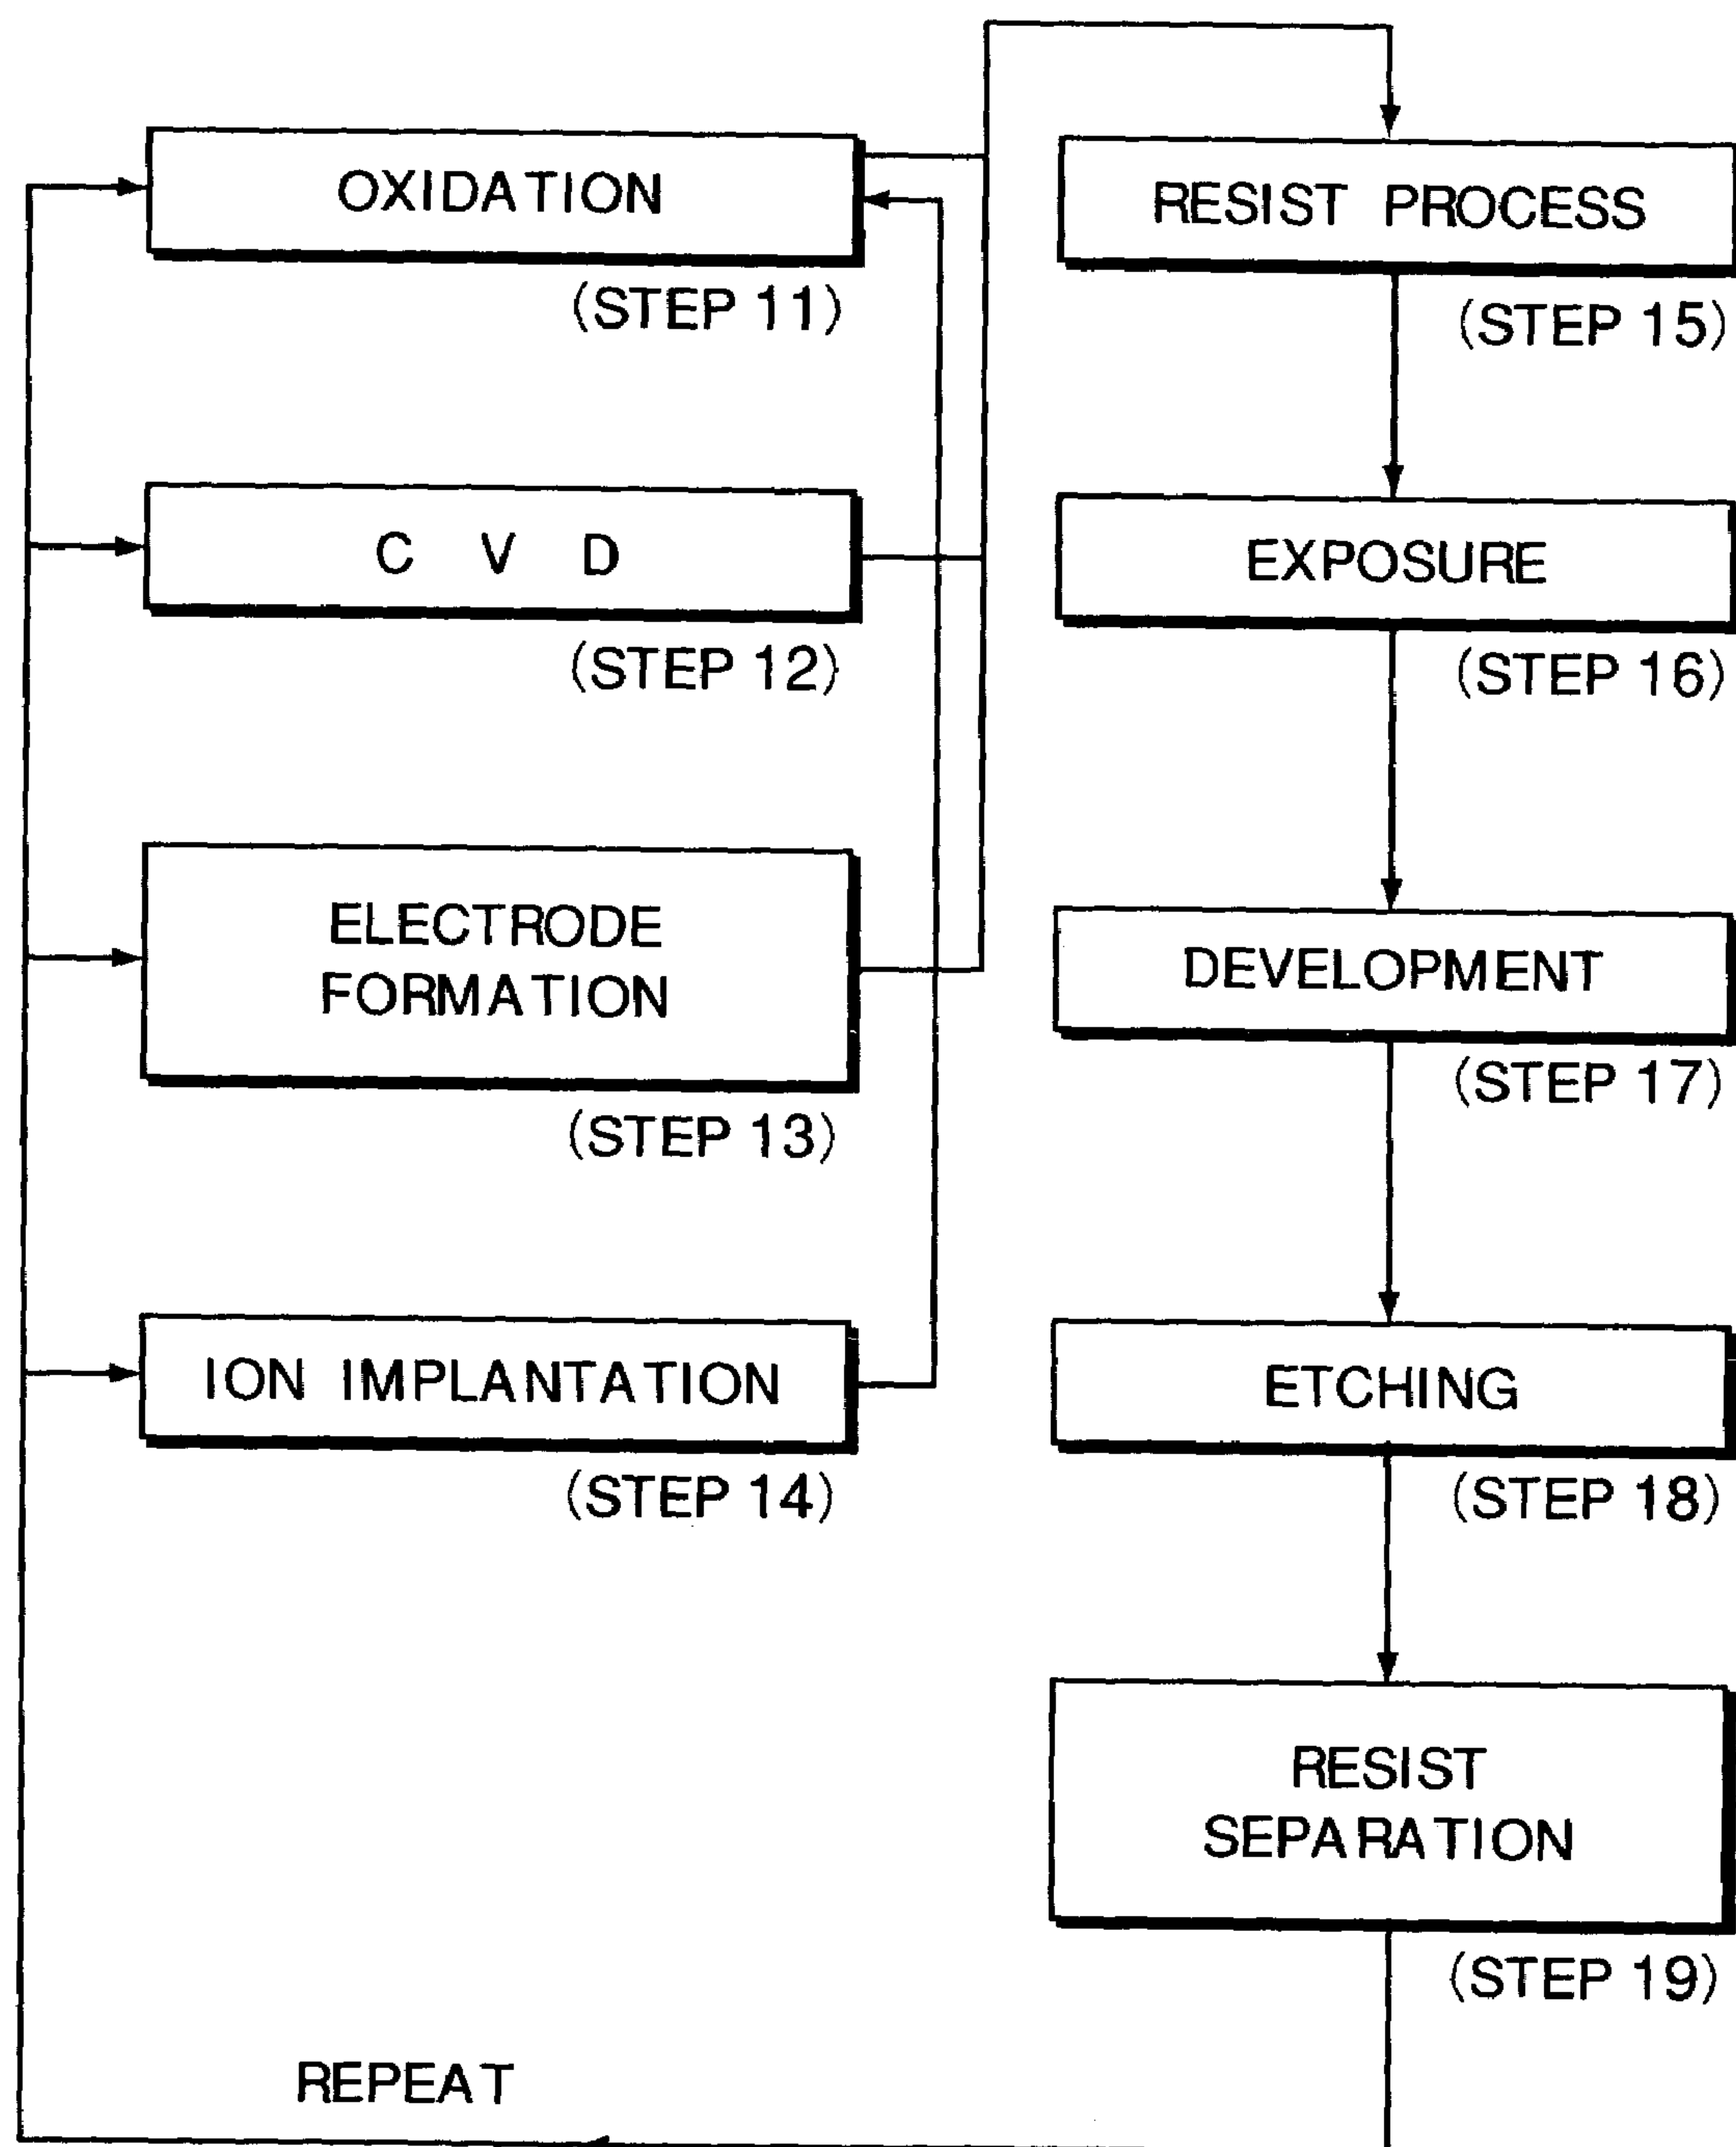 OXIDATION
(STEP 11)
C V D
(STEP 12)
ELECTRODE
FORMATION
(STEP 13)
ION IMPLANTATION
(STEP 14)
RESIST PROCESS
(STEP 15)
EXPOSURE
(STEP 16)
DEVELOPMENT
(STEP 17)
ETCHING
(STEP 18)
RESIST
SEPARATION
(STEP 19)
REPEAT